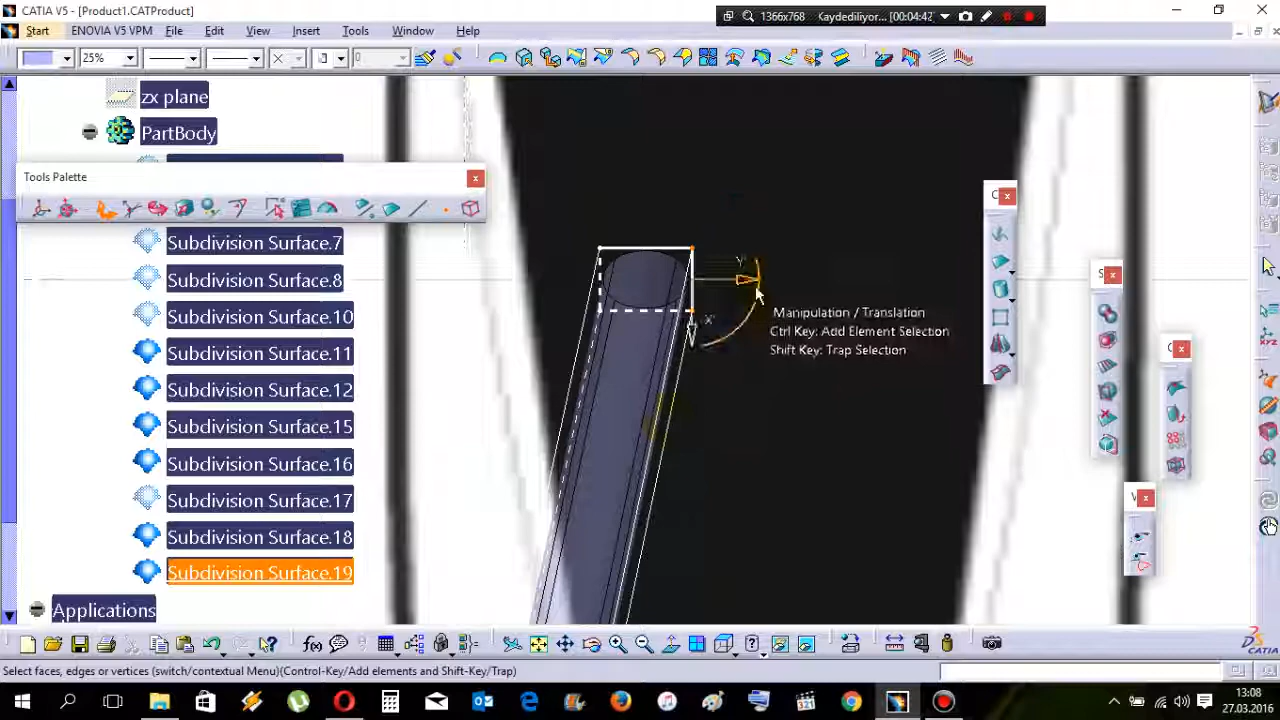 CATIA V5 - [Product1.CATProduct]
1366x768 Kaydediliyor... [00:04:42]
Start ENOVIA V5 VPM File Edit View Insert Tools Window Help
25%
0
zx plane
PartBody
Tools Palette
Subdivision Surface.7
Subdivision Surface.8
Subdivision Surface.10
Subdivision Surface.11
Subdivision Surface.12
Subdivision Surface.15
Subdivision Surface.16
Subdivision Surface.17
Subdivision Surface.18
Subdivision Surface.19
Applications
Y
X
Manipulation / Translation
Ctrl Key: Add Element Selection
Shift Key: Trap Selection
C
S
C
V
f(x)
CATIA
Select faces, edges or vertices (switch/contextual Menu)(Control-Key/Add elements and Shift-Key/Trap)
321
13:08
27.03.2016